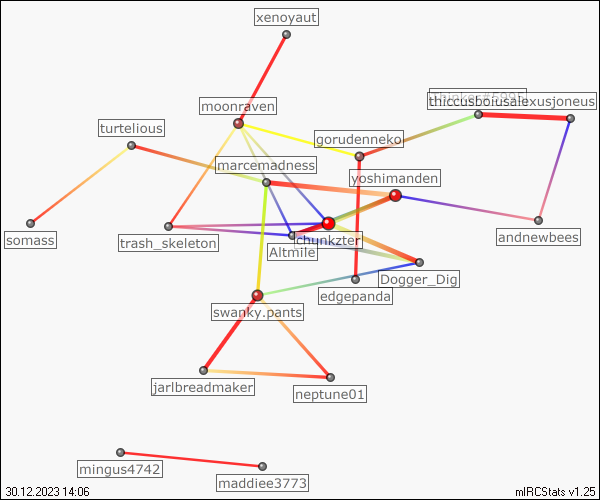 xenoyaut
moonraven
thiccusboiusalexusjoneus
turtelious
gorudenneko
marcemadness
yoshimanden
somass
trash_skeleton
chunkzter
andnewbees
Altmile
Dogger_Dig
edgepanda
swanky.pants
jarlbreadmaker
neptune01
mingus4742
maddiee3773
30.12.2023 14:06
mIRCStats v1.25